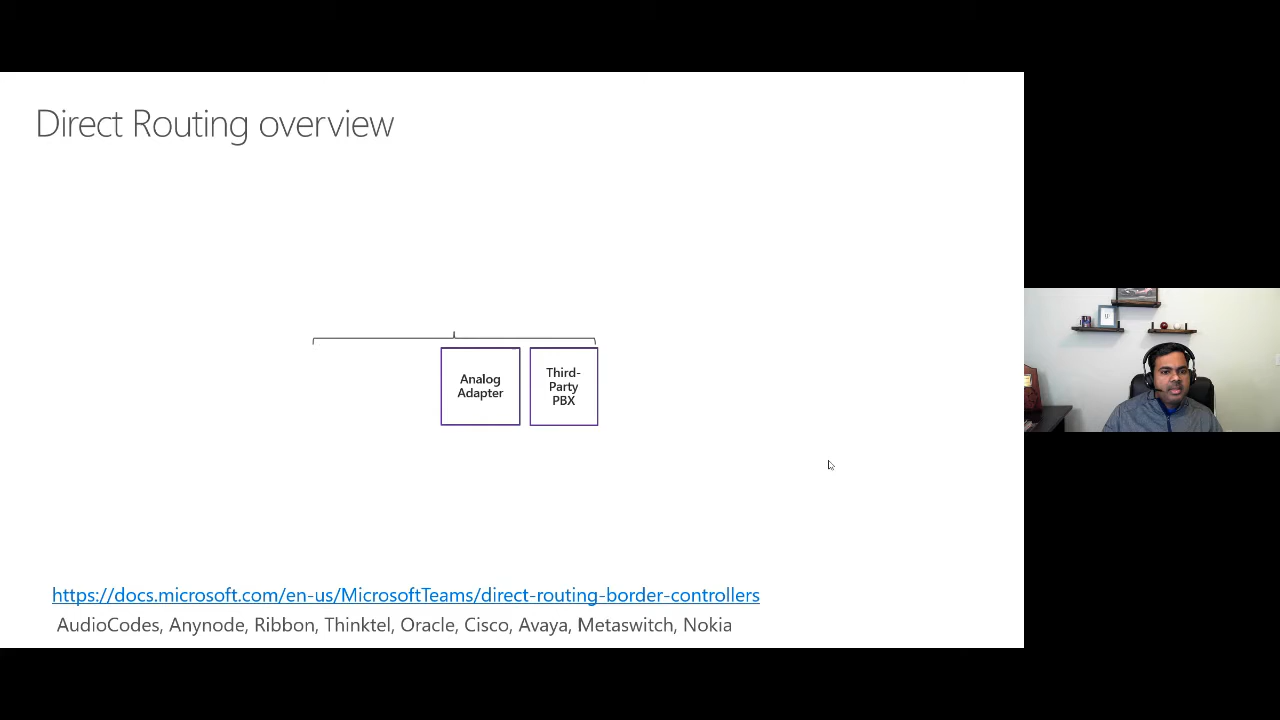 Direct Routing overview
Analog
Adapter
Third-
Party
PBX
https://docs.microsoft.com/en-us/MicrosoftTeams/direct-routing-border-controllers
AudioCodes, Anynode, Ribbon, Thinktel, Oracle, Cisco, Avaya, Metaswitch, Nokia